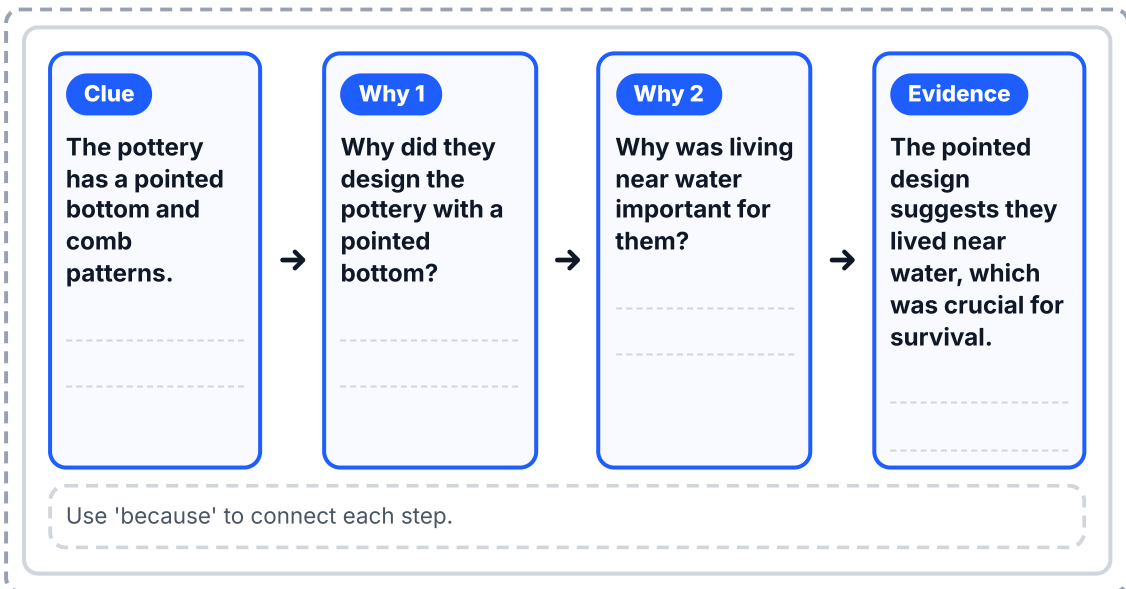 Clue
The pottery
has a pointed
bottom and
comb
patterns.
Why 1
Why did they
design the
pottery with a
pointed
bottom?
Why 2
Why was living
near water
important for
them?
Evidence
The pointed
design
suggests they
lived near
water, which
was crucial for
survival.
Use 'because' to connect each step.